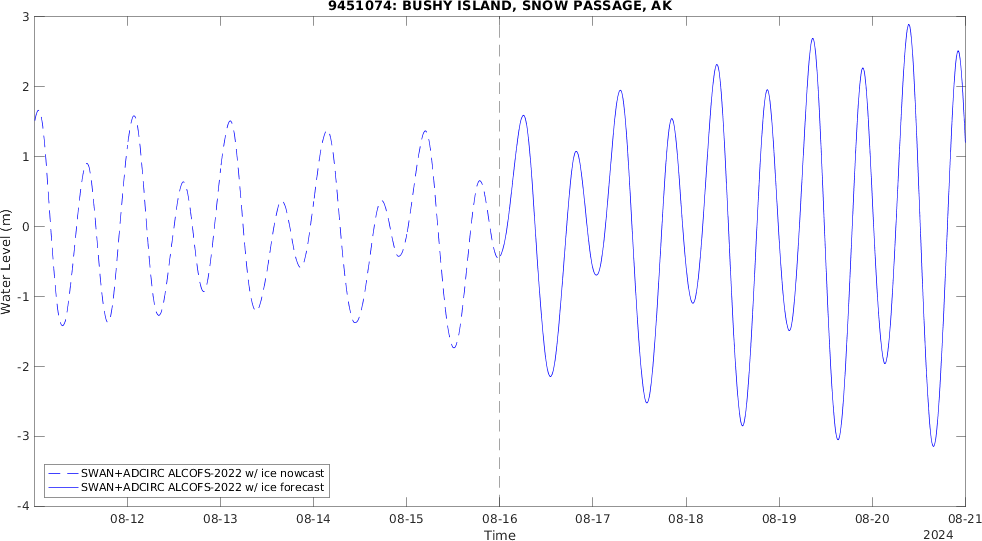 9451074: BUSHY ISLAND, SNOW PASSAGE, AK
3
2
1
0
-1
-2
-3
-4
Water Level (m)
SWAN+ADCIRC ALCOFS-2022 w/ ice nowcast
SWAN+ADCIRC ALCOFS-2022 w/ ice forecast
08-12 08-13 08-14 08-15 08-16 08-17 08-18 08-19 08-20 08-21
Time
2024